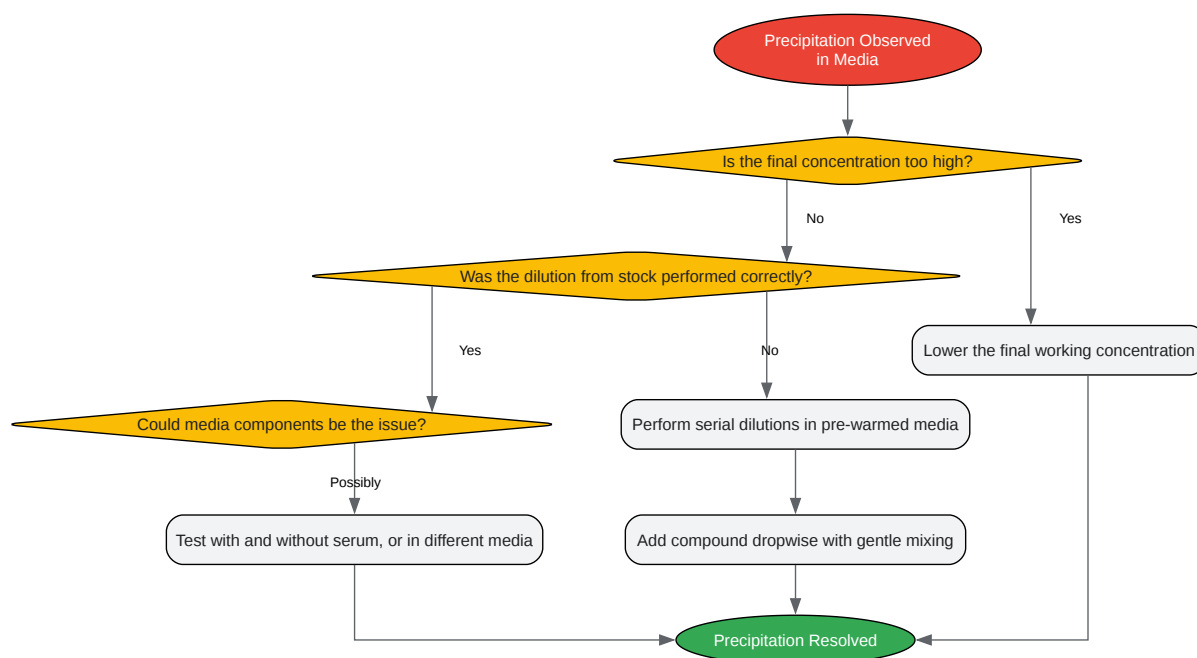 Precipitation Observed
in Media
Is the final concentration too high?
No
Yes
Was the dilution from stock performed correctly?
Yes
No
Lower the final working concentration
Could media components be the issue?
Perform serial dilutions in pre-warmed media
Possibly
Test with and without serum, or in different media
Add compound dropwise with gentle mixing
Precipitation Resolved